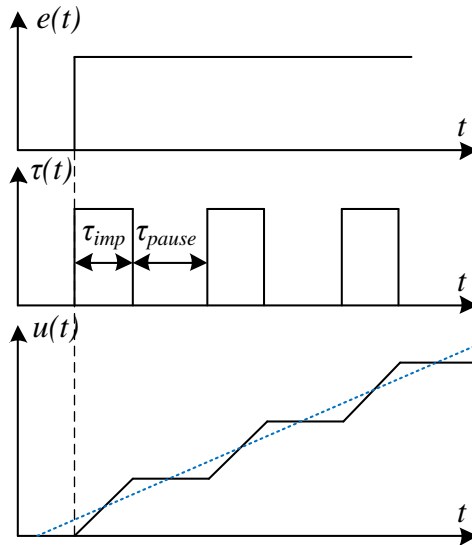 e(t)
t
τ(t)
τimp
τpause
t
u(t)
t